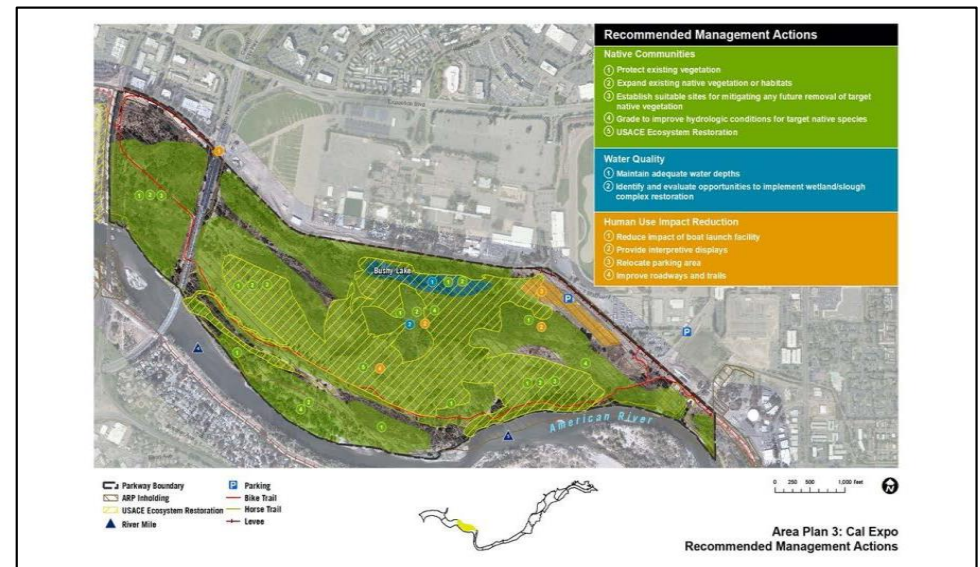 Recommended Management Actions
Native Communities
1 Protect existing vegetation
2 Expand existing native vegetation or habitats
3 Establish suitable sites for mitigating any future removal of target
native vegetation
4 Grade to improve hydrologic conditions for target native species
5 USACE Ecosystem Restoration
Water Quality
1 Maintain adequate water depths
2 Identify and evaluate opportunities to implement wetland/slough
complex restoration
Human Use Impact Reduction
1 Reduce impact of boat launch facility
2 Provide interpretive displays
3 Relocate parking area
4 Improve roadways and trails
Exposition Blvd
Bushy Lake
P
P
American River
Parkway Boundary
ARP Inholding
USACE Ecosystem Restoration
River Mile
P Parking
Bike Trail
Horse Trail
Levee
0 250 500 1,000 Feet
N
Area Plan 3: Cal Expo
Recommended Management Actions